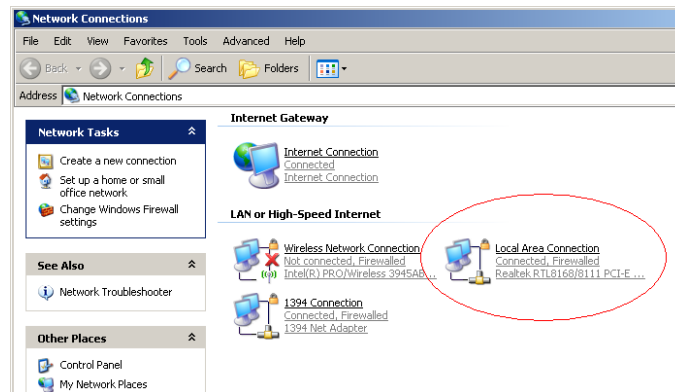 Network Connections
File Edit View Favorites Tools Advanced Help
Back Search Folders
Address Network Connections
Network Tasks
Create a new connection
Set up a home or small
office network
Change Windows Firewall
settings
See Also
Network Troubleshooter
Other Places
Control Panel
My Network Places
Internet Gateway
Internet Connection
Connected
Internet Connection
LAN or High-Speed Internet
Wireless Network Connection
Not connected, Firewalled
Intel(R) PRO/Wireless 3945AB...
Local Area Connection
Connected, Firewalled
Realtek RTL8168/8111 PCI-E ...
1394 Connection
Connected, Firewalled
1394 Net Adapter